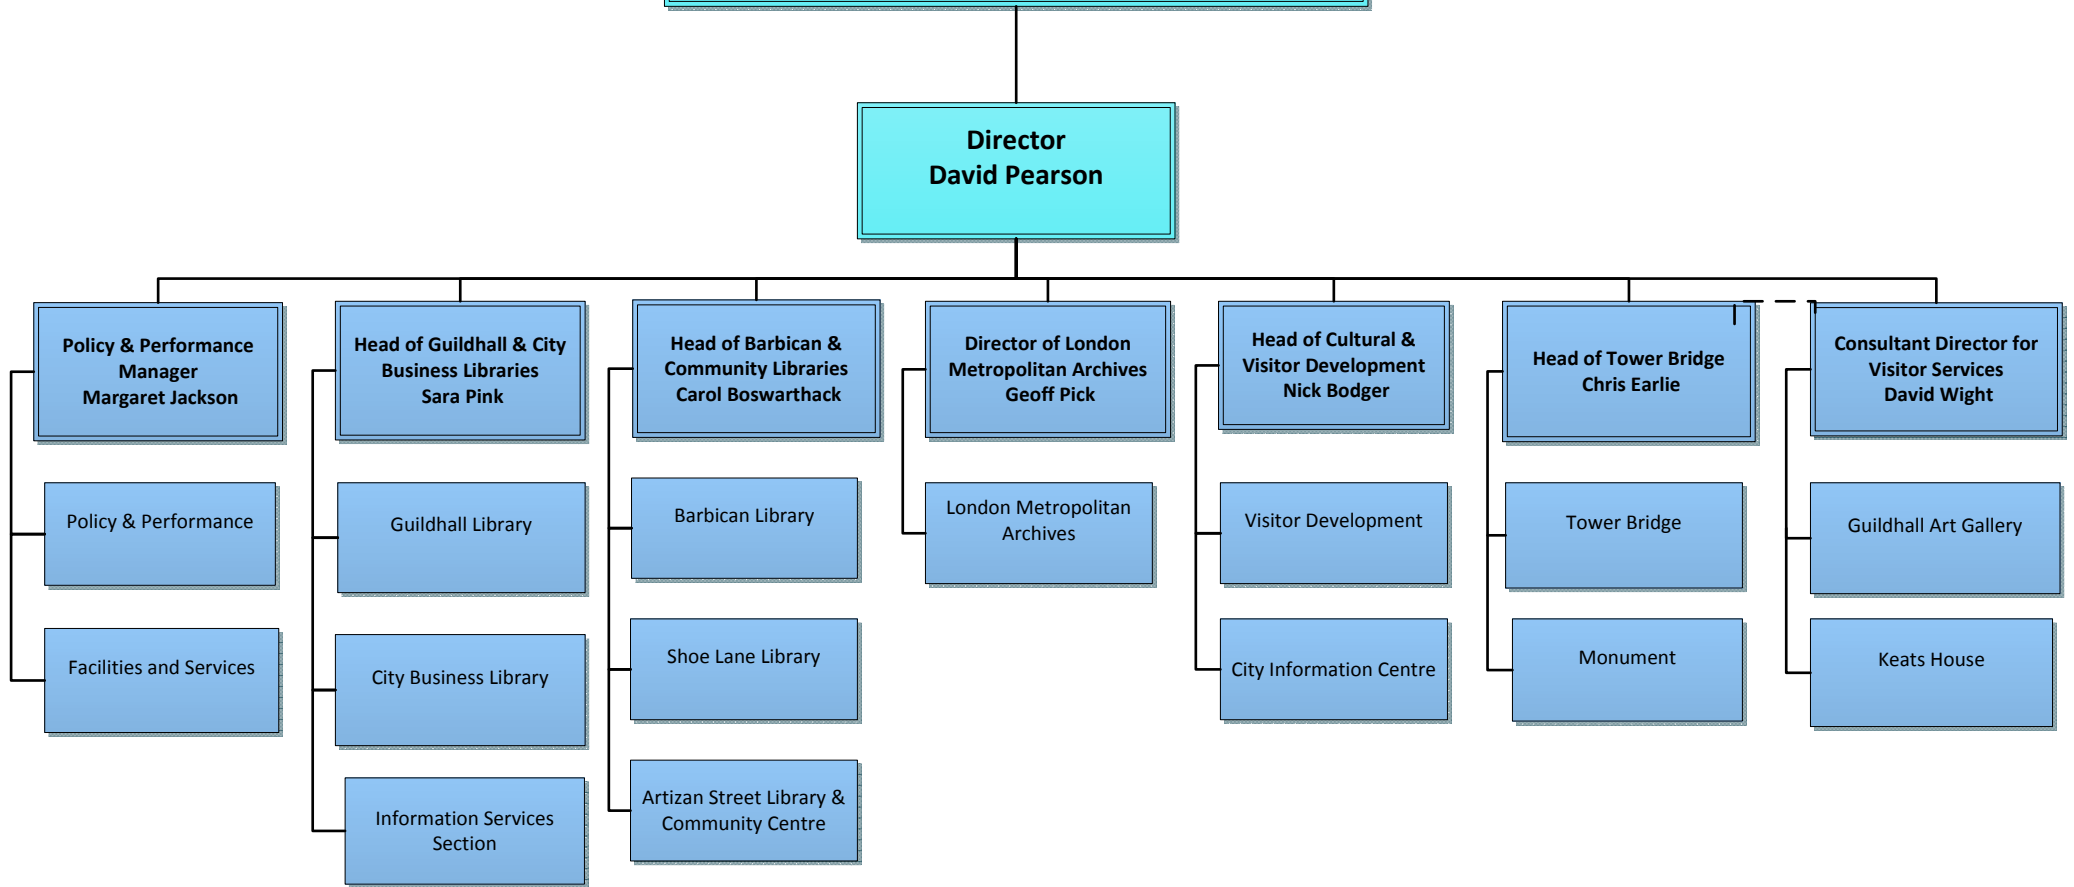 Director
David Pearson
Policy & Performance
Manager
Margaret Jackson
Head of Guildhall & City
Business Libraries
Sara Pink
Head of Barbican &
Community Libraries
Carol Boswarthack
Director of London
Metropolitan Archives
Geoff Pick
Head of Cultural &
Visitor Development
Nick Bodger
Head of Tower Bridge
Chris Earlie
Consultant Director for
Visitor Services
David Wight
Policy & Performance
Facilities and Services
Guildhall Library
City Business Library
Information Services
Section
Barbican Library
Shoe Lane Library
Artizan Street Library &
Community Centre
London Metropolitan
Archives
Visitor Development
City Information Centre
Tower Bridge
Monument
Guildhall Art Gallery
Keats House